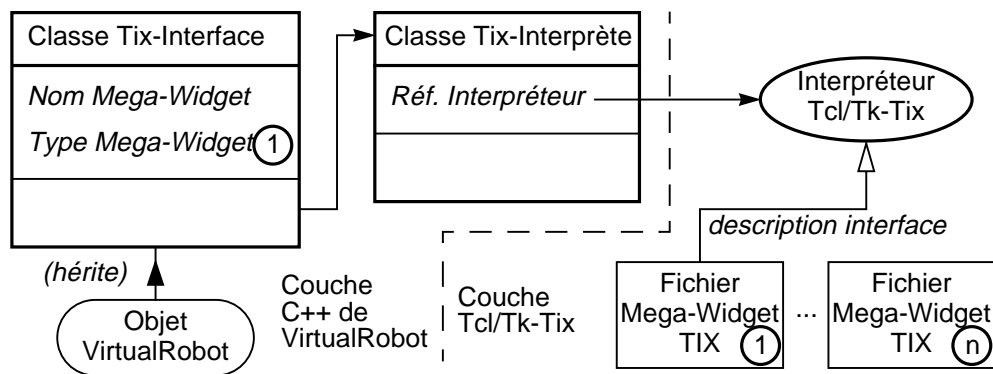 Classe Tix-Interface
Nom Mega-Widget
Type Mega-Widget 1
Classe Tix-Interprète
Réf. Interpréteur
Interpréteur
Tcl/Tk-Tix
description interface
(hérite)
Objet
VirtualRobot
Couche
C++ de
VirtualRobot
Couche
Tcl/Tk-Tix
Fichier
Mega-Widget
TIX 1
...
Fichier
Mega-Widget
TIX n